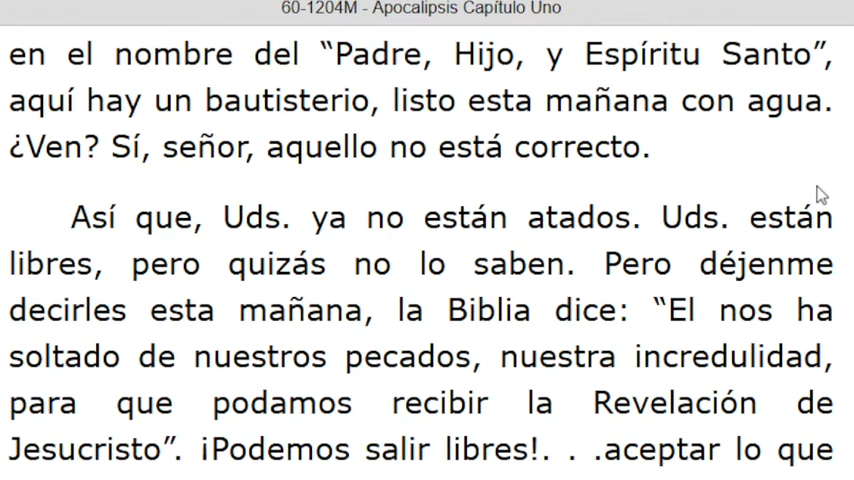 60-1204M - Apocalipsis Capítulo Uno
en el nombre del “Padre, Hijo, y Espíritu Santo”,
aquí hay un bautisterio, listo esta mañana con agua.
¿Ven? Sí, señor, aquello no está correcto.
Así que, Uds. ya no están atados. Uds. están
libres, pero quizás no lo saben. Pero déjenme
decirles esta mañana, la Biblia dice: “El nos ha
soltado de nuestros pecados, nuestra incredulidad,
para que podamos recibir la Revelación de
Jesucristo”. ¡Podemos salir libres!. . .aceptar lo que